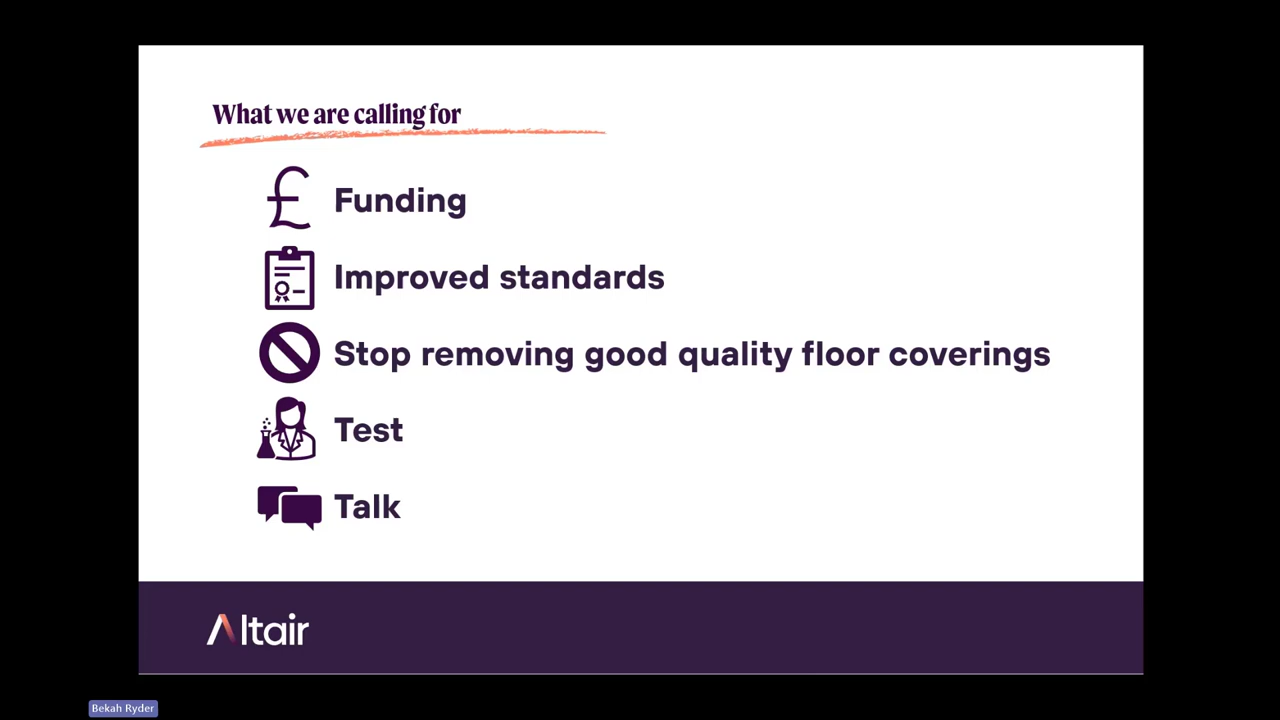 What we are calling for
£
Funding
Improved standards
Stop removing good quality floor coverings
Test
Talk
Altair
Bekah Ryder